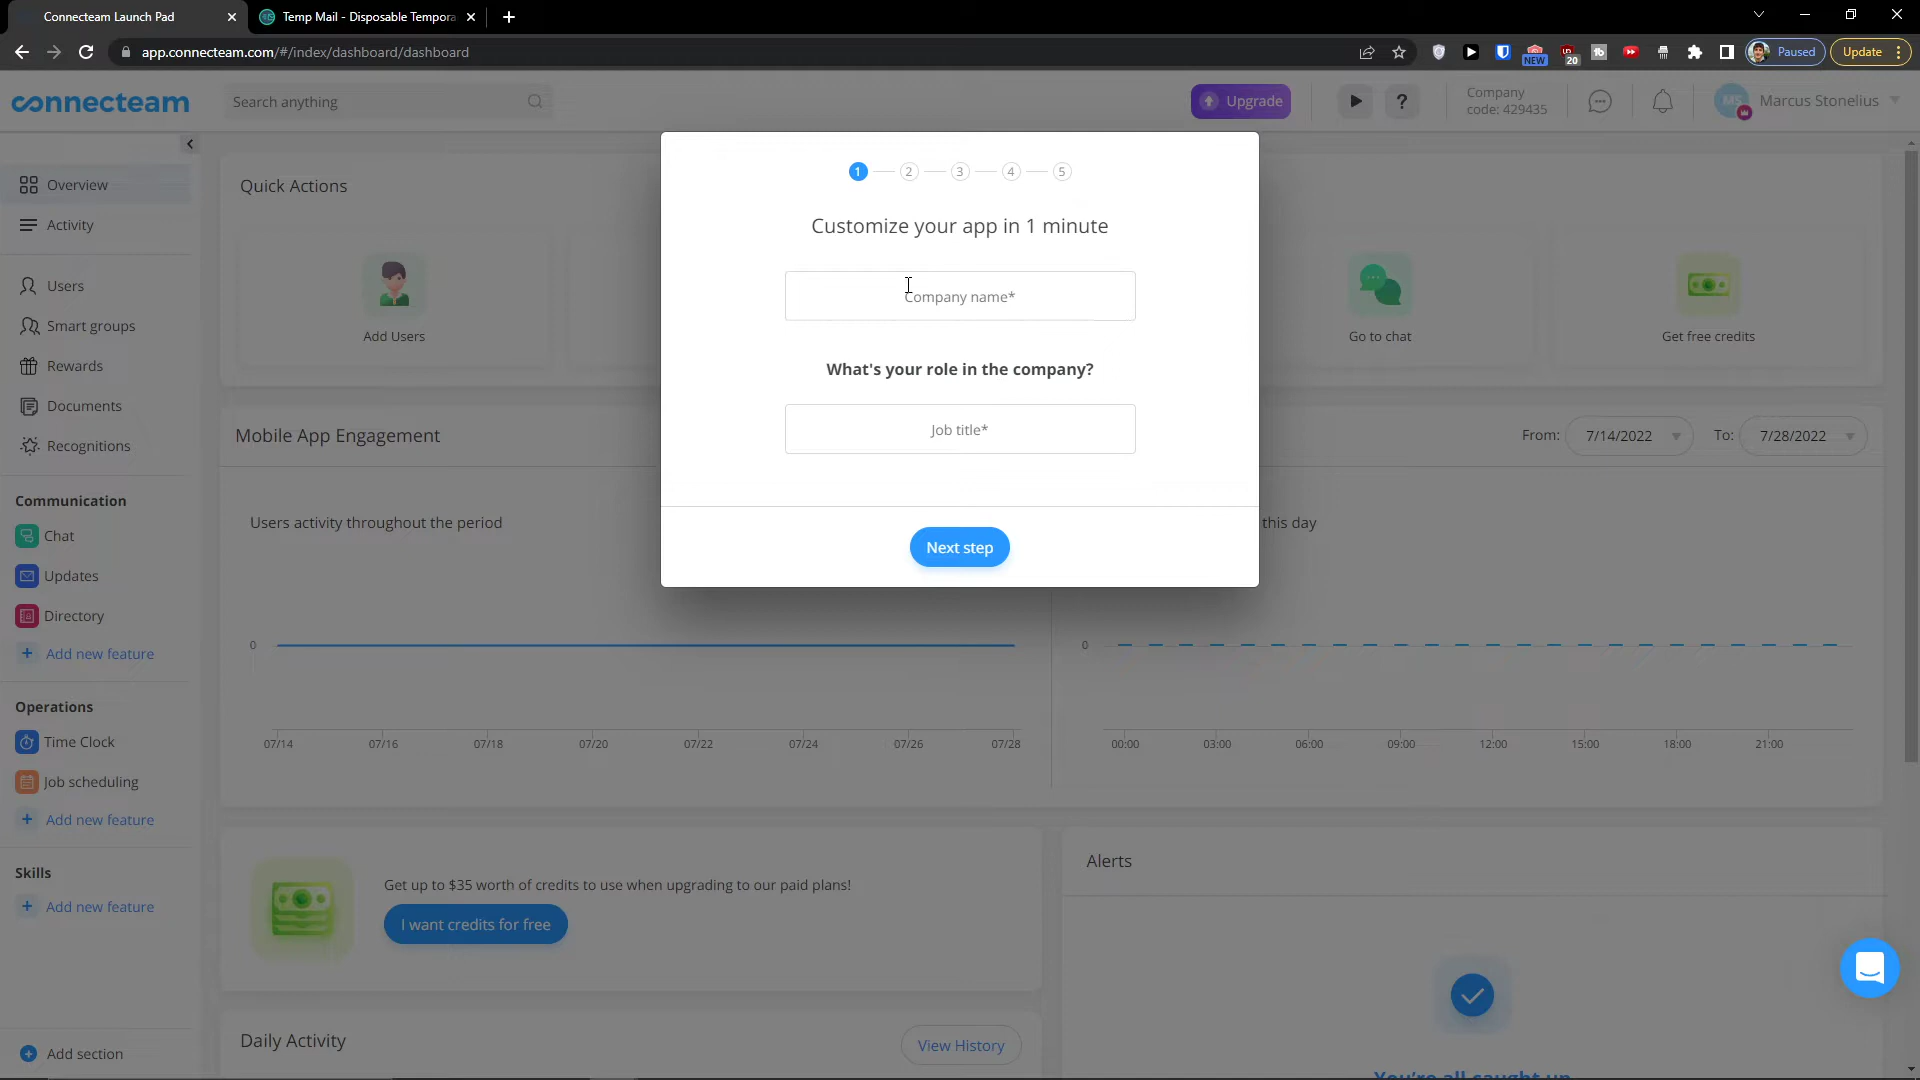 Connecteam Launch Pad
Temp Mail - Disposable Tempora
app.connecteam.com/#/index/dashboard/dashboard
NEW
20
Paused
Update
connecteam
Search anything
Upgrade
?
Company
code: 429435
MS
Marcus Stonelius
Overview
Activity
Users
Smart groups
Rewards
Documents
Recognitions
Communication
Chat
Updates
Directory
+ Add new feature
Operations
Time Clock
Job scheduling
+ Add new feature
Skills
+ Add new feature
Add section
Quick Actions
Add Users
Go to chat
Get free credits
1 2 3 4 5
Customize your app in 1 minute
Company name*
What's your role in the company?
Job title*
Next step
Mobile App Engagement
From: 7/14/2022 To: 7/28/2022
Users activity throughout the period
this day
0
07/14 07/16 07/18 07/20 07/22 07/24 07/26 07/28
0
00:00 03:00 06:00 09:00 12:00 15:00 18:00 21:00
Get up to $35 worth of credits to use when upgrading to our paid plans!
I want credits for free
Alerts
You're all caught up
Daily Activity
View History